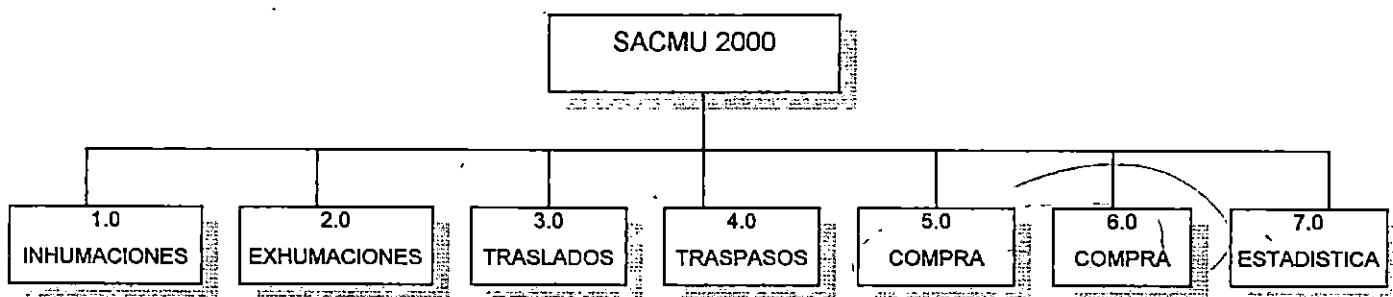 SACMU 2000
1.0
INHUMACIONES
2.0
EXHUMACIONES
3.0
TRASLADOS
4.0
TRASPASOS
5.0
COMPRA
6.0
COMPRA
7.0
ESTADISTICA